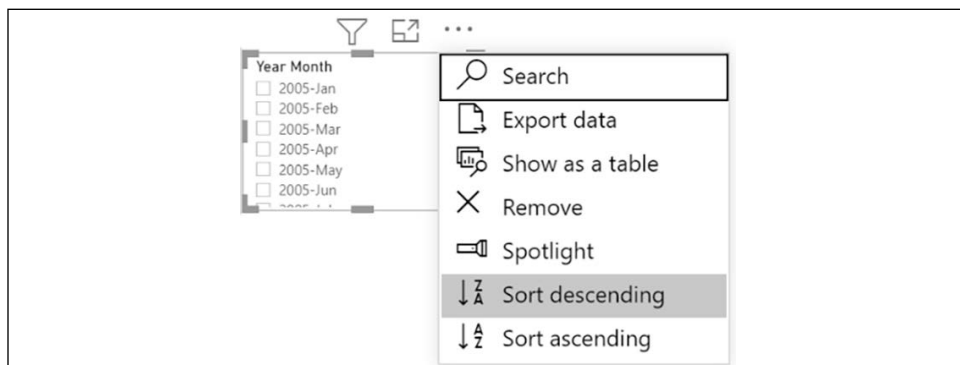 Year Month
2005-Jan
2005-Feb
2005-Mar
2005-Apr
2005-May
2005-Jun
Search
Export data
Show as a table
Remove
Spotlight
Sort descending
Sort ascending